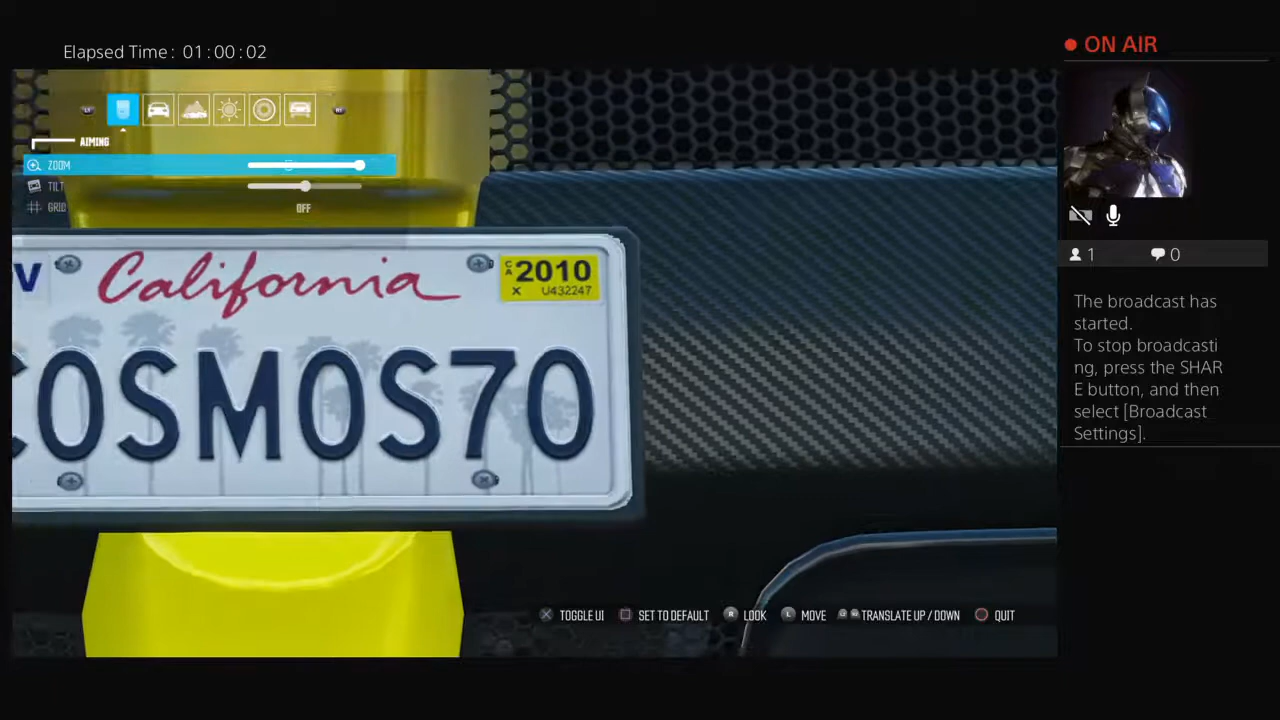 Elapsed Time: 01:00:02
ON AIR
AIMING
ZOOM
TILT
GRID OFF
V California CA 2010
X U432247
COSMOS70
1 0
The broadcast has
started.
To stop broadcasti
ng, press the SHAR
E button, and then
select [Broadcast
Settings].
TOGGLE UI SET TO DEFAULT R LOOK L MOVE TRANSLATE UP / DOWN QUIT